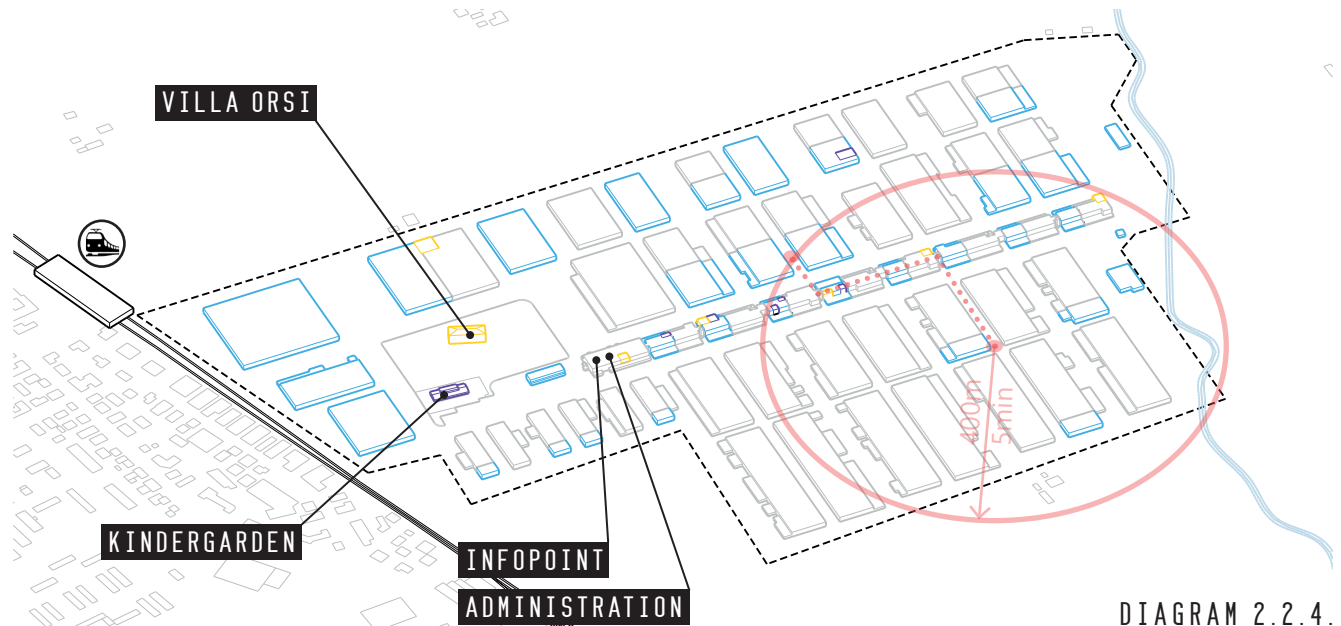 VILLA ORSI
400m
5min
KINDERGARDEN
INFOPOINT
ADMINISTRATION
DIAGRAM 2.2.4.